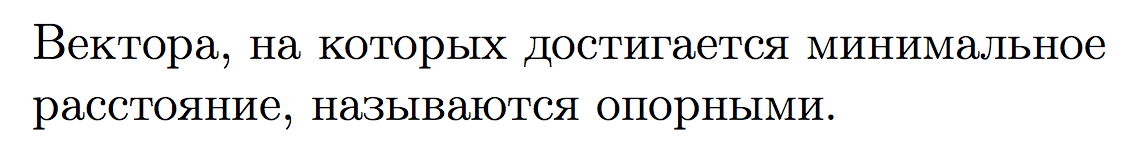 Вектора, на которых достигается минимальное
расстояние, называются опорными.